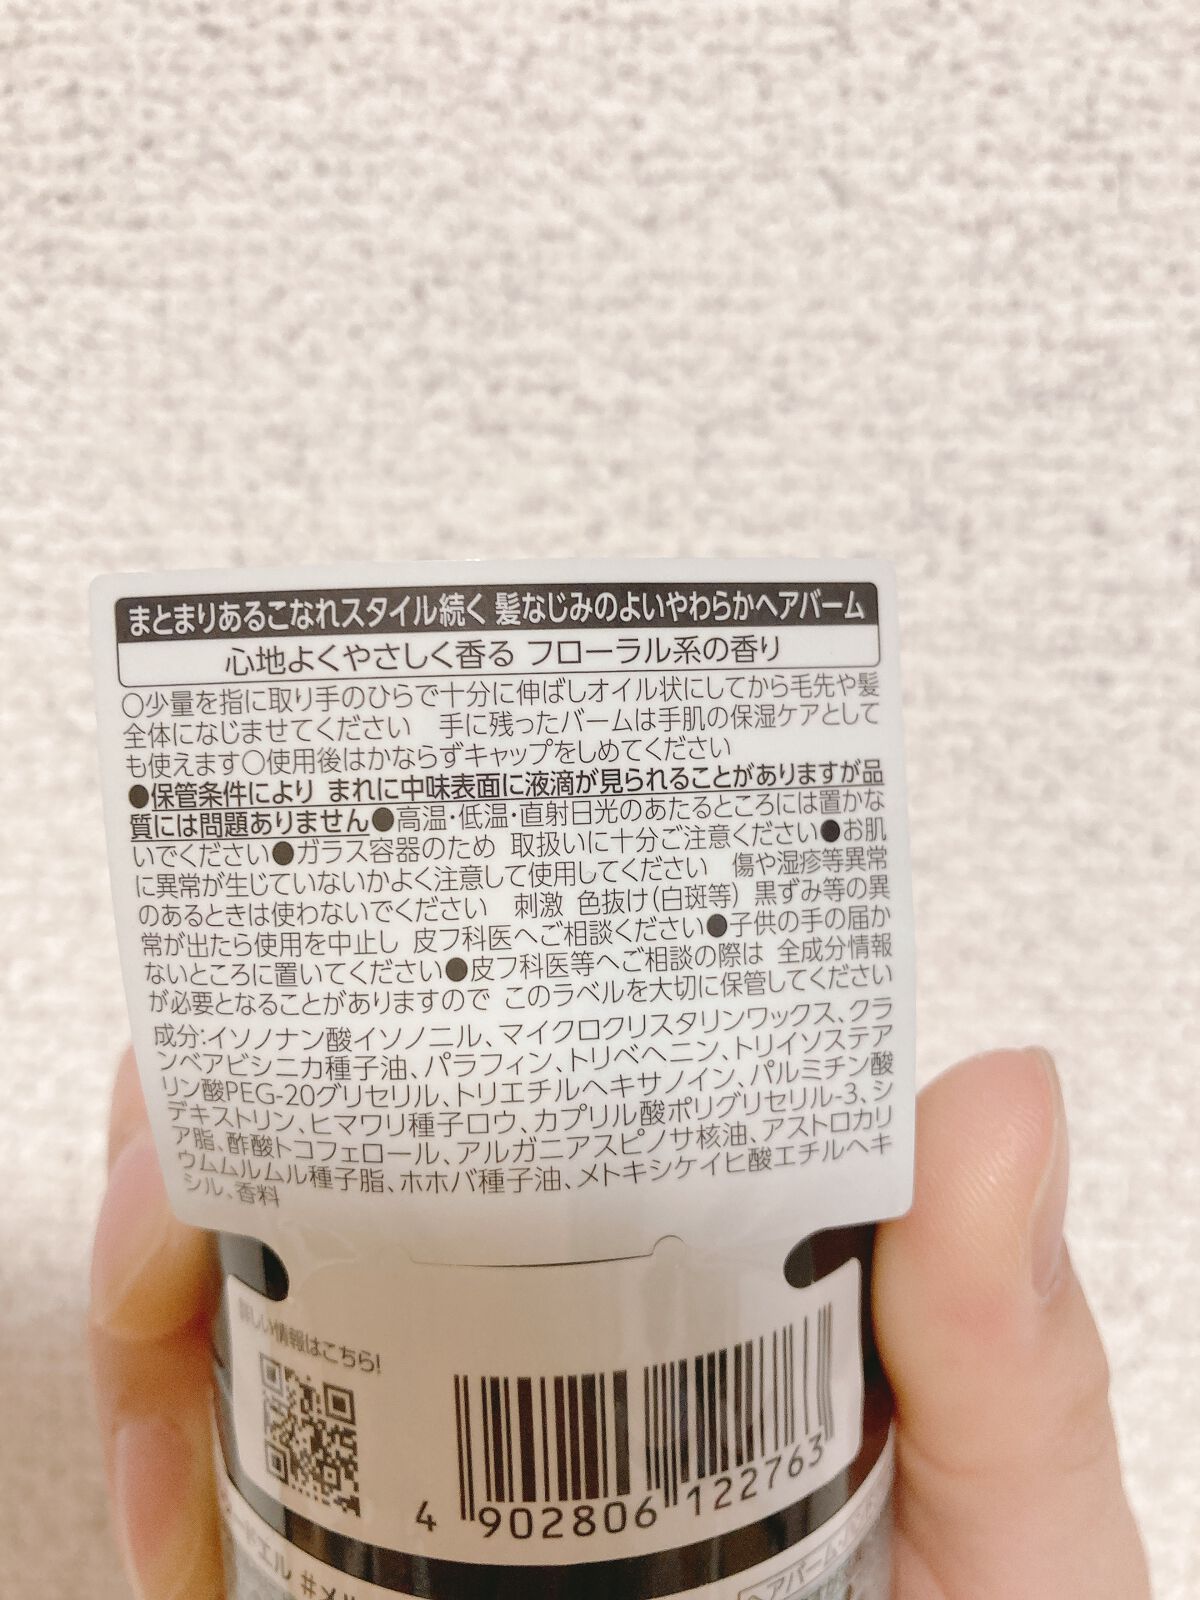 まとまりあるこなれスタイル続く 髪なじみのよいやわらかヘアバーム
心地よくやさしく香る フローラル系の香り
○少量を指に取り手のひらで十分に伸ばしオイル状にしてから毛先や髪
全体になじませてください 手に残ったバームは手肌の保湿ケアとして
も使えます○使用後はかならずキャップをしめてください
●保管条件により まれに中味表面に液滴が見られることがありますが品
質には問題ありません●高温・低温・直射日光のあたるところには置かな
いでください●ガラス容器のため 取扱いに十分ご注意ください●お肌
に異常が生じていないかよく注意して使用してください 傷や湿疹等異常
のあるときは使わないでください 刺激 色抜け(白斑等) 黒ずみ等の異
常が出たら使用を中止し 皮フ科医へご相談ください●子供の手の届か
ないところに置いてください●皮フ科医等へご相談の際は 全成分情報
が必要となることがありますので このラベルを大切に保管してください
成分:イソノナン酸イソノニル、マイクロクリスタリンワックス、クラ
ンベアビシニカ種子油、パラフィン、トリベヘニン、トリイソステア
リン酸PEG-20グリセリル、トリエチルヘキサノイン、パルミチン酸
デキストリン、ヒマワリ種子ロウ、カプリル酸ポリグリセリル-3、シ
ア脂、酢酸トコフェロール、アルガニアスピノサ核油、アストロカリ
ウムムルムル種子脂、ホホバ種子油、メトキシケイヒ酸エチルヘキ
シル、香料
詳しい情報はこちら!
4 902806 122763